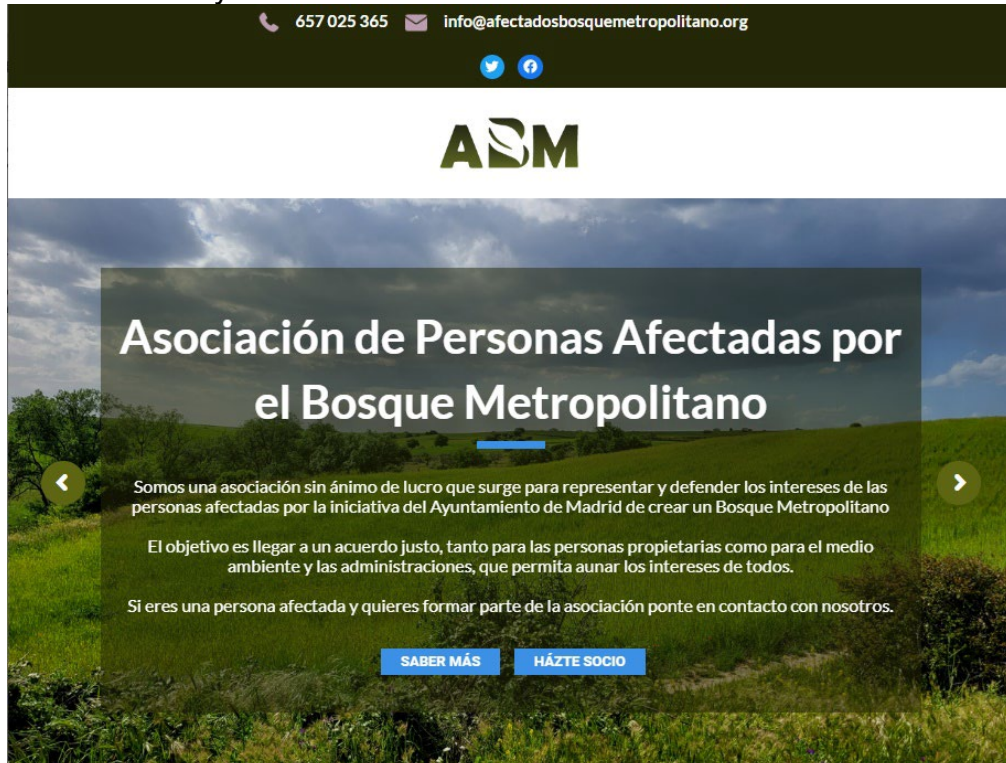 657 025 365 info@afectadosbosquemetropolitano.org
ABM
Asociación de Personas Afectadas por
el Bosque Metropolitano
Somos una asociación sin ánimo de lucro que surge para representar y defender los intereses de las
personas afectadas por la iniciativa del Ayuntamiento de Madrid de crear un Bosque Metropolitano
El objetivo es llegar a un acuerdo justo, tanto para las personas propietarias como para el medio
ambiente y las administraciones, que permita aunar los intereses de todos.
Si eres una persona afectada y quieres formar parte de la asociación ponte en contacto con nosotros.
SABER MÁS HÁZTE SOCIO